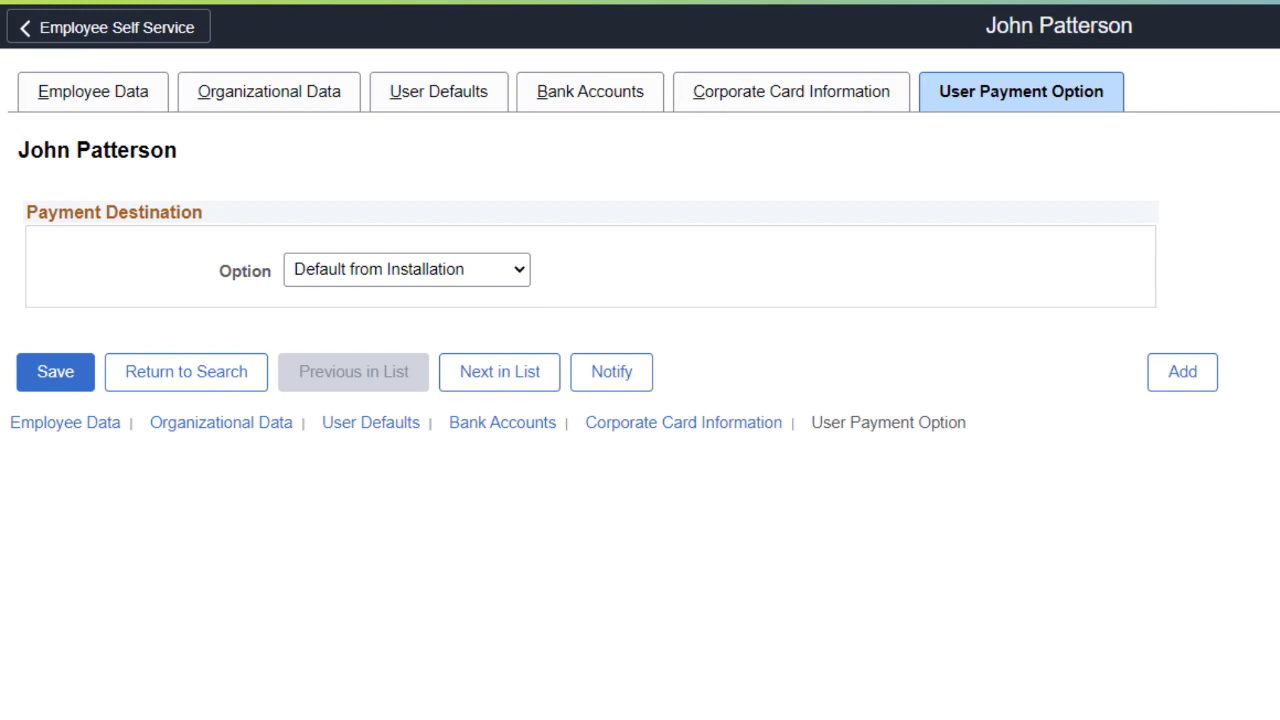 Employee Self Service John Patterson
Employee Data Organizational Data User Defaults Bank Accounts Corporate Card Information User Payment Option
John Patterson
Payment Destination
Option Default from Installation
Save Return to Search Previous in List Next in List Notify Add
Employee Data | Organizational Data | User Defaults | Bank Accounts | Corporate Card Information | User Payment Option